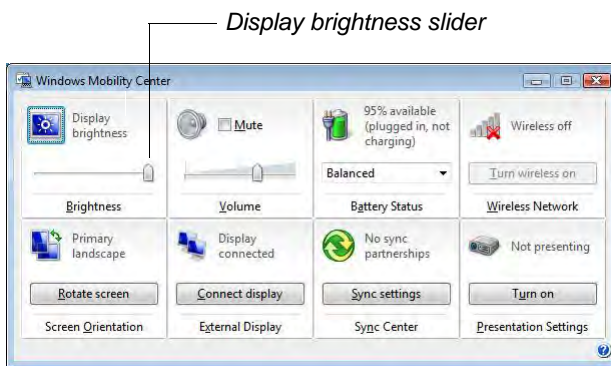 Display brightness slider
Windows Mobility Center
Display
brightness
Brightness
Mute
Volume
95% available
(plugged in, not
charging)
Balanced
Battery Status
Wireless off
Turn wireless on
Wireless Network
Primary
landscape
Rotate screen
Screen Orientation
Display
connected
Connect display
External Display
No sync
partnerships
Sync settings
Sync Center
Not presenting
Turn on
Presentation Settings